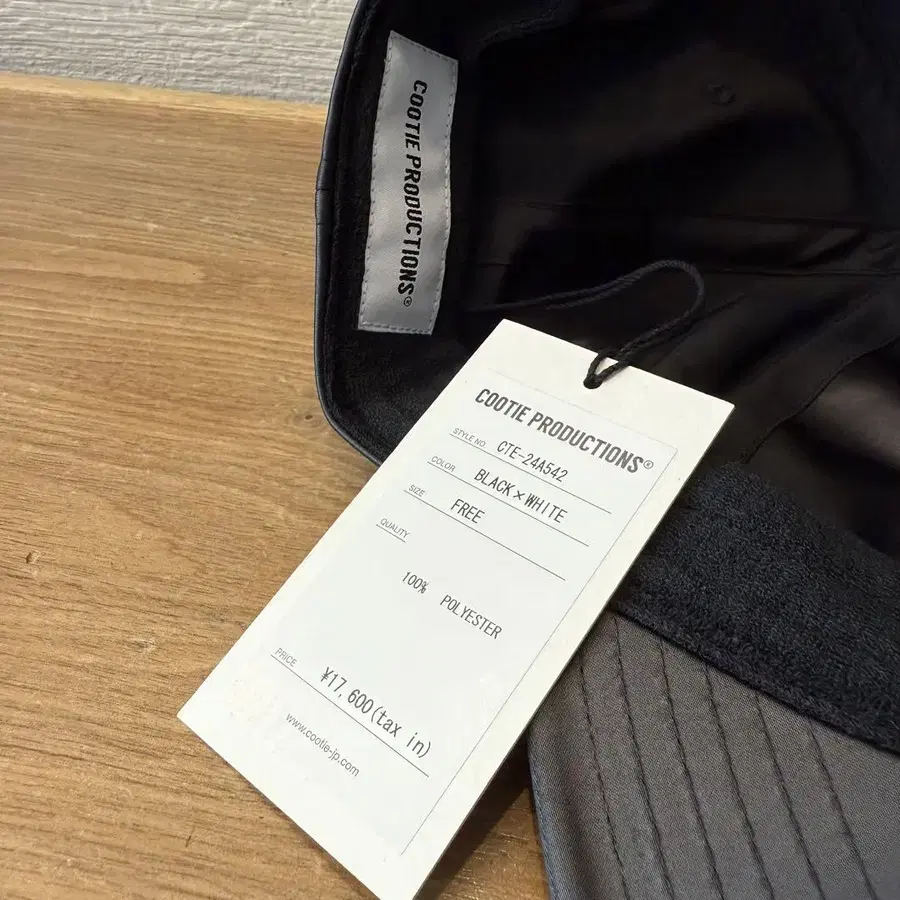 COOTIE PRODUCTIONS®
COOTIE PRODUCTIONS®
STYLE NO. CTE-24A542
COLOR BLACK×WHITE
SIZE FREE
QUALITY
100% POLYESTER
PRICE ¥17,600(tax in)
www.cootie-jp.com